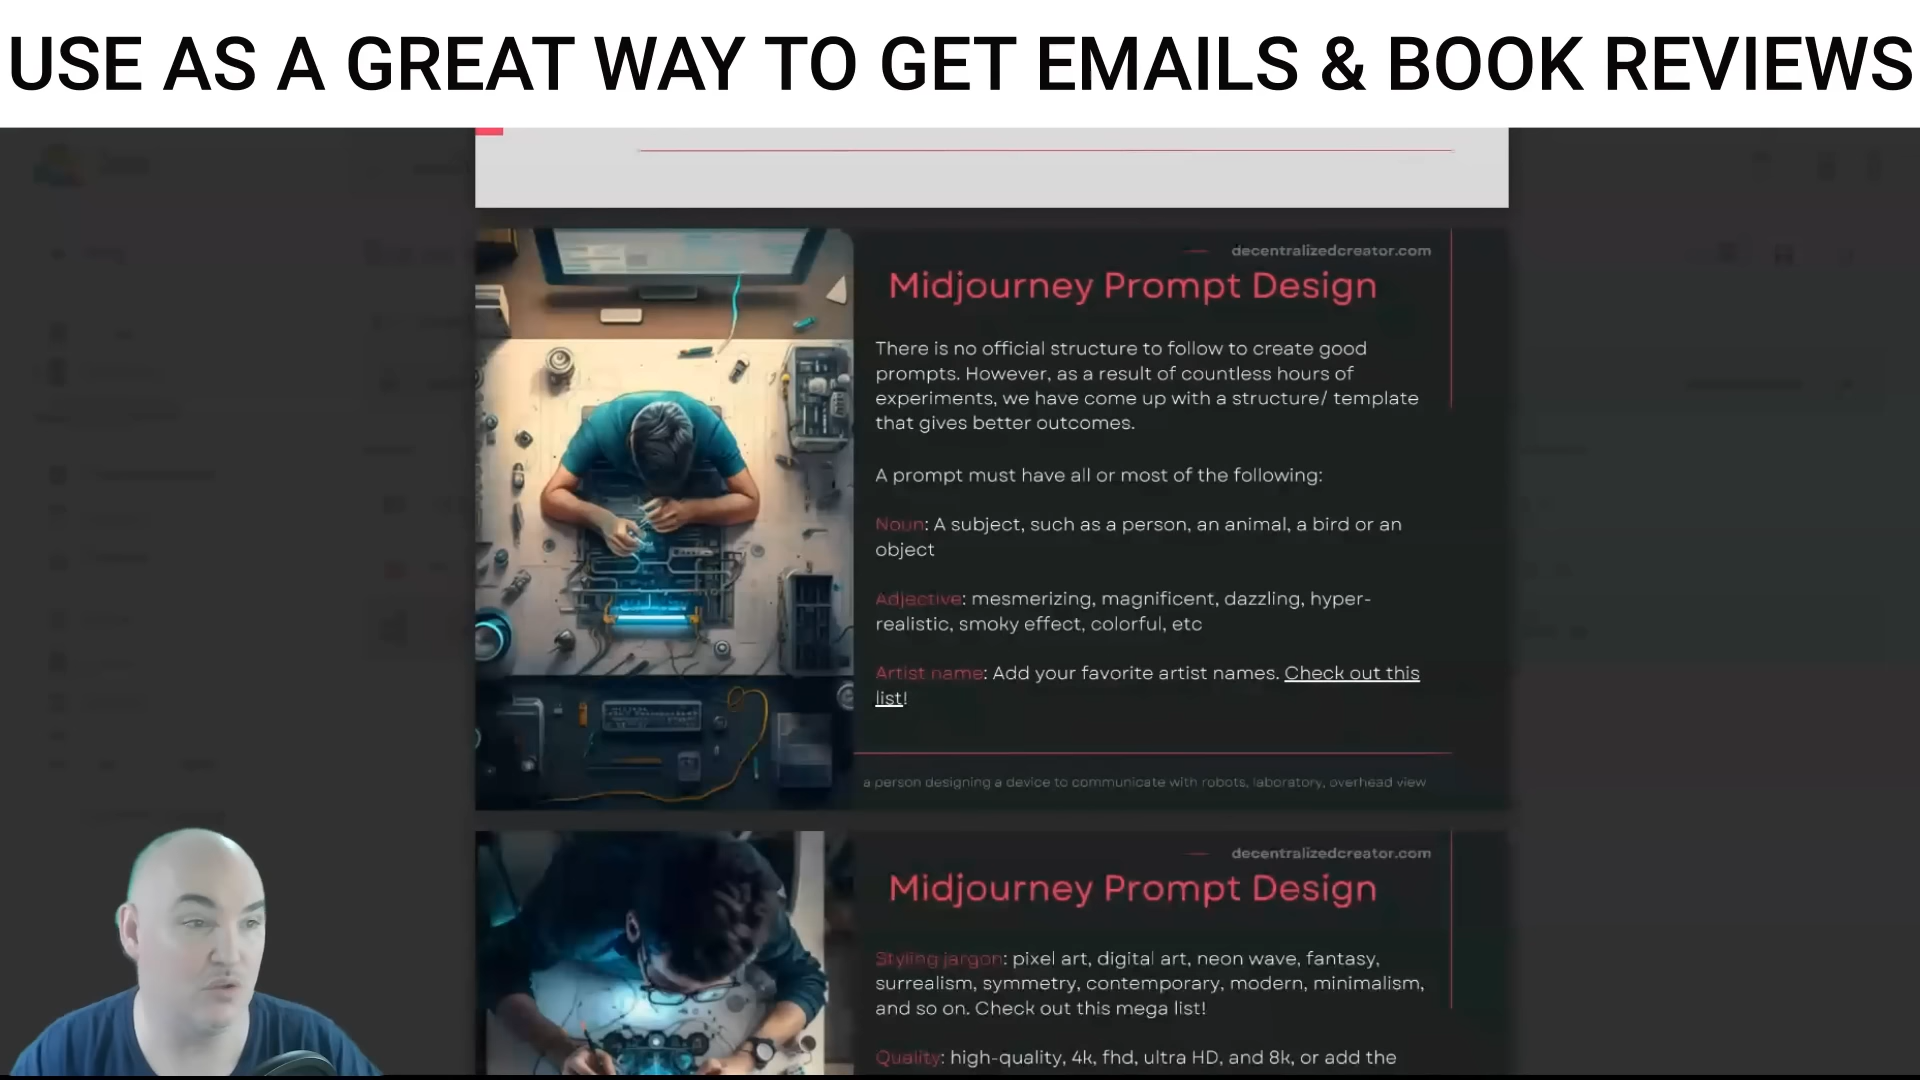 USE AS A GREAT WAY TO GET EMAILS & BOOK REVIEWS
decentralizedcreator.com
Midjourney Prompt Design
There is no official structure to follow to create good
prompts. However, as a result of countless hours of
experiments, we have come up with a structure/ template
that gives better outcomes.
A prompt must have all or most of the following:
Noun: A subject, such as a person, an animal, a bird or an
object
Adjective: mesmerizing, magnificent, dazzling, hyper-
realistic, smoky effect, colorful, etc
Artist name: Add your favorite artist names. Check out this
list!
a person designing a device to communicate with robots, laboratory, overhead view
decentralizedcreator.com
Midjourney Prompt Design
Styling jargon: pixel art, digital art, neon wave, fantasy,
surrealism, symmetry, contemporary, modern, minimalism,
and so on. Check out this mega list!
Quality: high-quality, 4k, fhd, ultra HD, and 8k, or add the